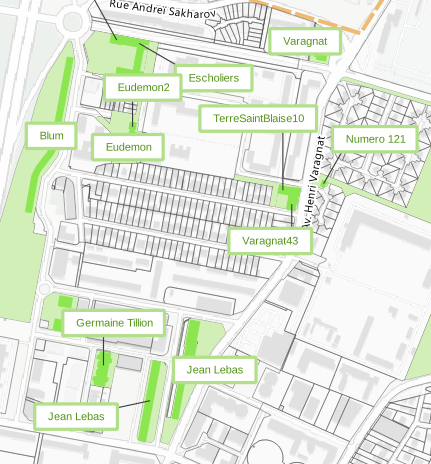 Rue Andreï Sakharov
Varagnat
Escholiers
Eudemon2
TerreSaintBlaise10
Blum
Numero 121
Eudemon
Av. Henri Varagnat
Varagnat43
Germaine Tillion
Jean Lebas
Jean Lebas